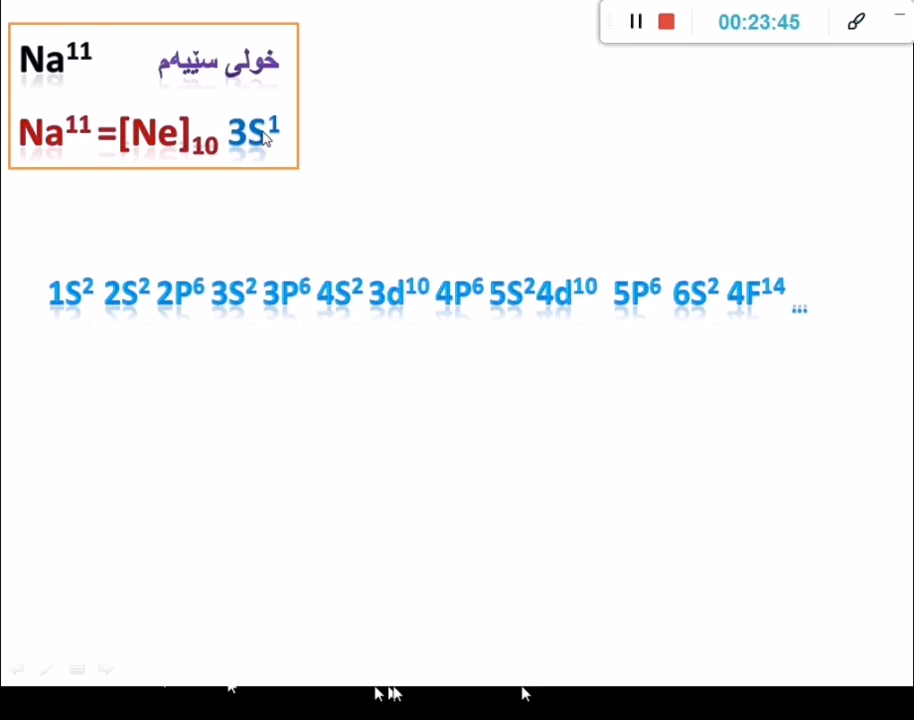 00:23:45
Na¹¹ خولی سێیەم
Na¹¹ =[Ne]₁₀ 3S¹
1S² 2S² 2P⁶ 3S² 3P⁶ 4S² 3d¹⁰ 4P⁶ 5S² 4d¹⁰ 5P⁶ 6S² 4F¹⁴ ...